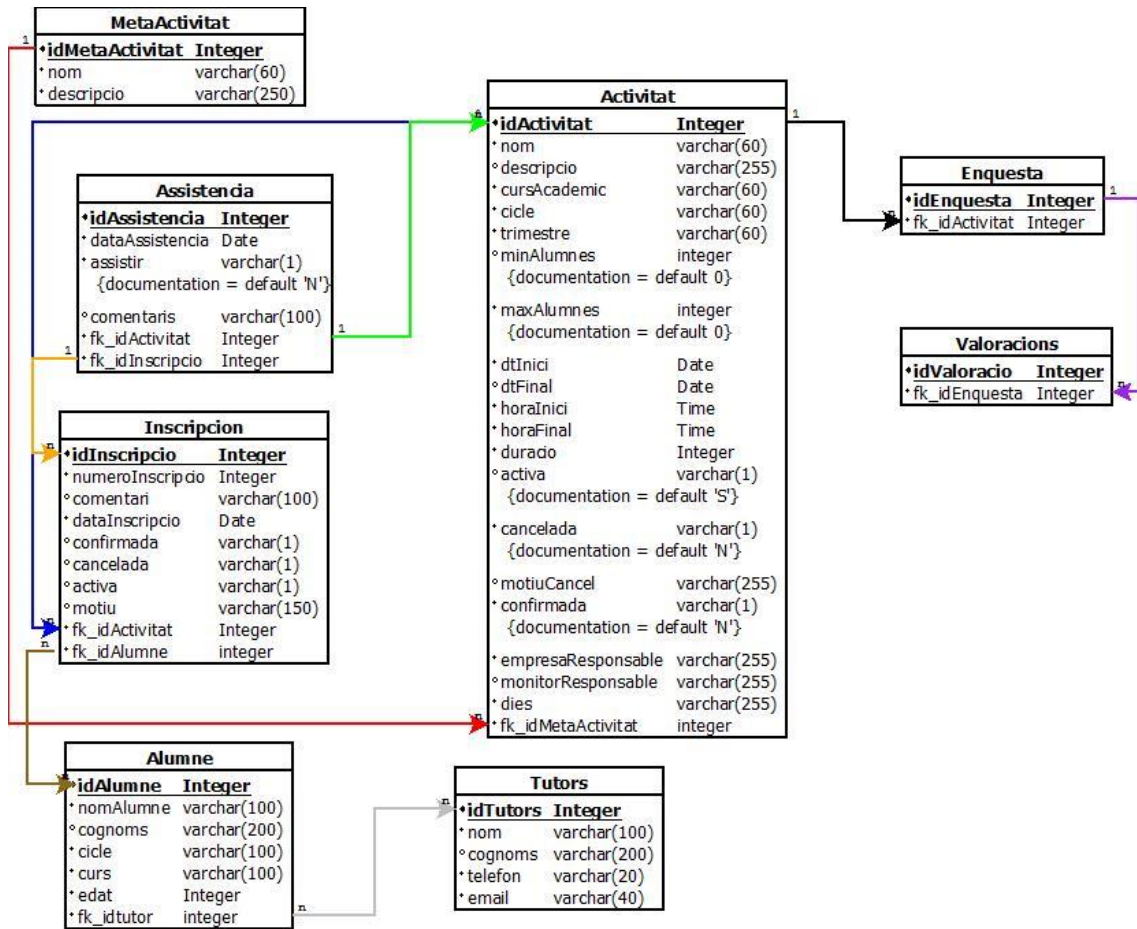 MetaActivitat
idMetaActivitat Integer
nom varchar(60)
descripcio varchar(250)
1
Activitat
idActivitat Integer
nom varchar(60)
descripcio varchar(255)
cursAcademic varchar(60)
cicle varchar(60)
trimestre varchar(60)
minAlumnes integer
{documentation = default 0}
maxAlumnes integer
{documentation = default 0}
dtInici Date
dtFinal Date
horaInici Time
horaFinal Time
duracio Integer
activa varchar(1)
{documentation = default 'S'}
cancelada varchar(1)
{documentation = default 'N'}
motiuCancel varchar(255)
confirmada varchar(1)
{documentation = default 'N'}
empresaResponsable varchar(255)
monitorResponsable varchar(255)
dies varchar(255)
fk_idMetaActivitat integer
n
1
Enquesta
idEnquesta Integer
fk_idActivitat Integer
n
1
Valoracions
idValoracio Integer
fk_idEnquesta Integer
n
Assistencia
idAssistencia Integer
dataAssistencia Date
assistir varchar(1)
{documentation = default 'N'}
comentaris varchar(100)
fk_idActivitat Integer
fk_idInscripcio Integer
1
1
Inscripcion
idInscripcio Integer
numeroInscripcio Integer
comentari varchar(100)
dataInscripcio Date
confirmada varchar(1)
cancelada varchar(1)
activa varchar(1)
motiu varchar(150)
fk_idActivitat Integer
fk_idAlumne integer
n
n
n
Alumne
idAlumne Integer
nomAlumne varchar(100)
cognoms varchar(200)
cicle varchar(100)
curs varchar(100)
edat Integer
fk_idtutor integer
n
Tutors
idTutors Integer
nom varchar(100)
cognoms varchar(200)
telefon varchar(20)
email varchar(40)
n